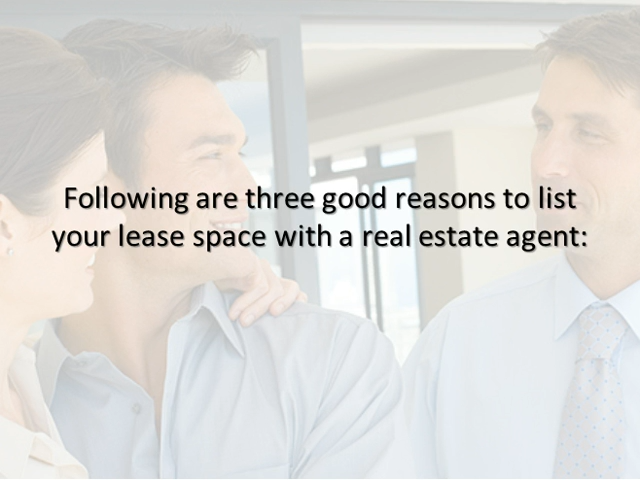 Following are three good reasons to list
your lease space with a real estate agent: